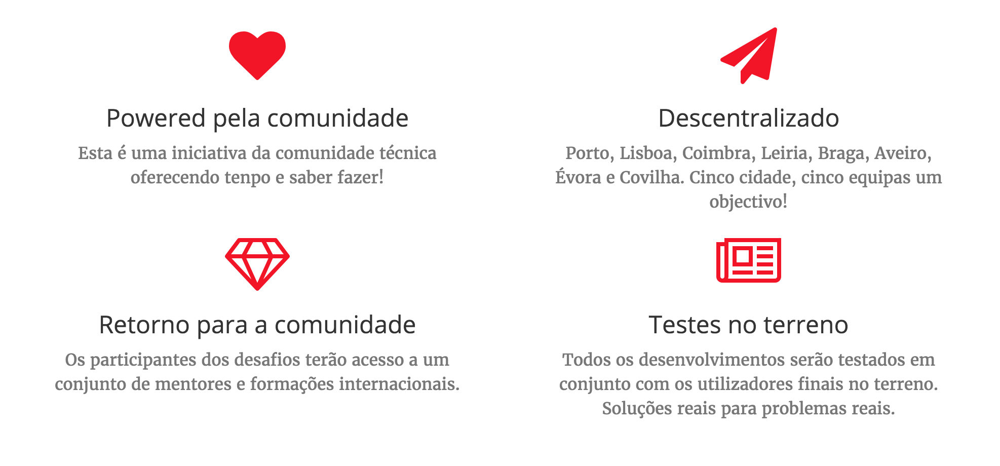 Powered pela comunidade
Esta é uma iniciativa da comunidade técnica
oferecendo tenpo e saber fazer!
Descentralizado
Porto, Lisboa, Coimbra, Leiria, Braga, Aveiro,
Évora e Covilha. Cinco cidade, cinco equipas um
objectivo!
Retorno para a comunidade
Os participantes dos desafios terão acesso a um
conjunto de mentores e formações internacionais.
Testes no terreno
Todos os desenvolvimentos serão testados em
conjunto com os utilizadores finais no terreno.
Soluções reais para problemas reais.